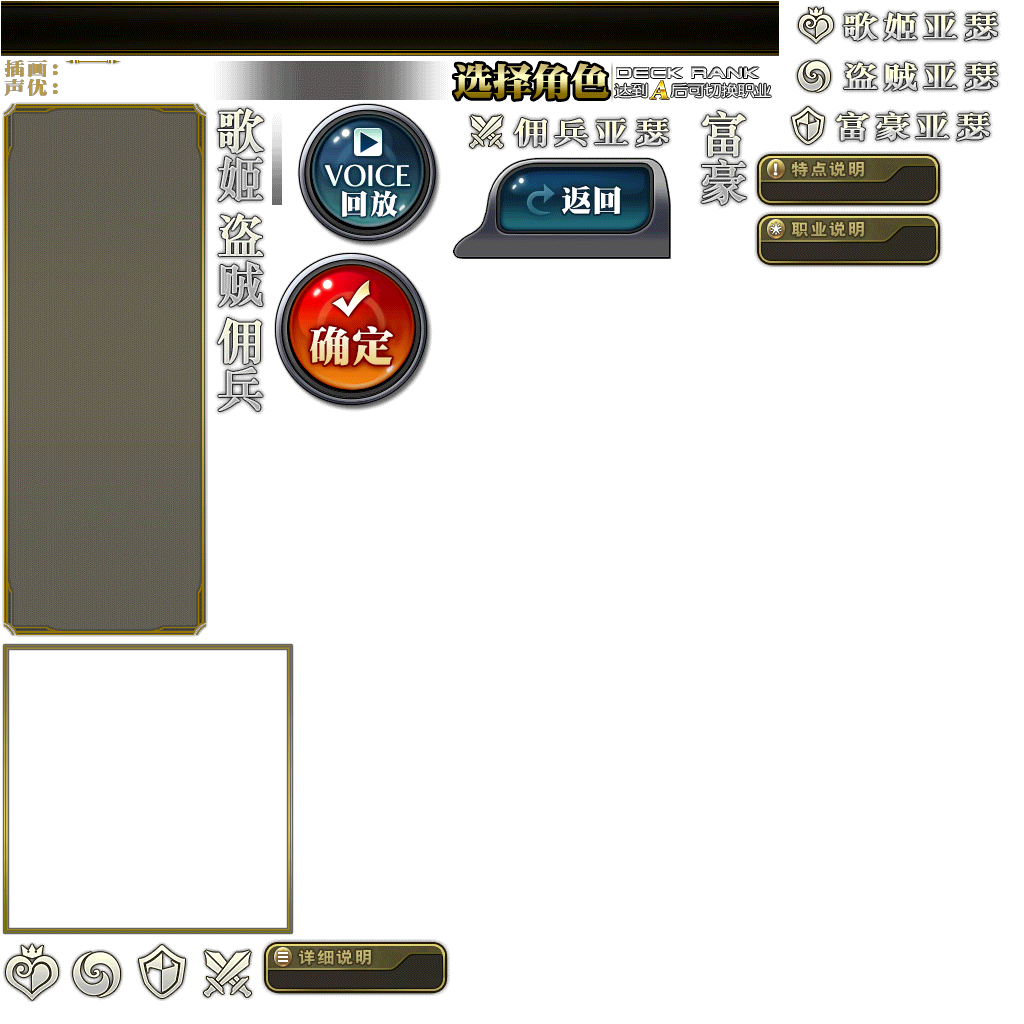 歌姬亚瑟
插画：
声优：
选择角色
DECK RANK
达到A后可切换职业
盗贼亚瑟
歌姬
VOICE
回放
佣兵亚瑟
富豪
富豪亚瑟
特点说明
返回
盗贼
职业说明
确定
佣兵
详细说明